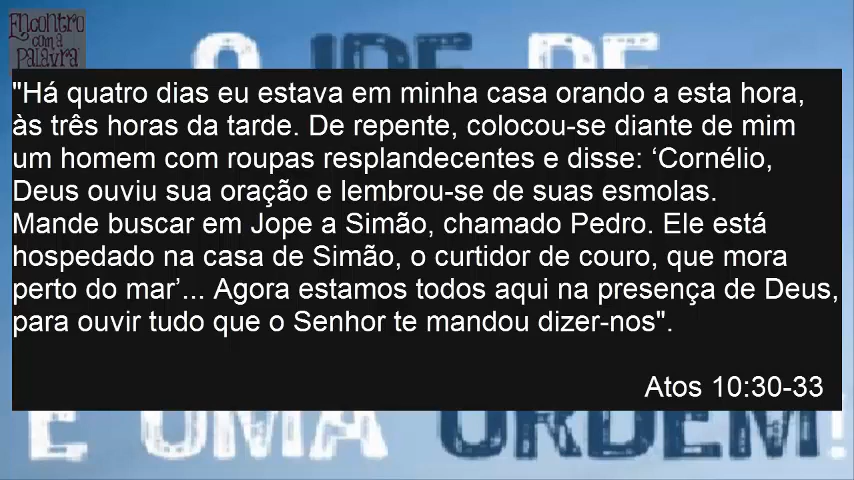 Encontro
com a
Palavra
O IDE DE
"Há quatro dias eu estava em minha casa orando a esta hora,
às três horas da tarde. De repente, colocou-se diante de mim
um homem com roupas resplandecentes e disse: ‘Cornélio,
Deus ouviu sua oração e lembrou-se de suas esmolas.
Mande buscar em Jope a Simão, chamado Pedro. Ele está
hospedado na casa de Simão, o curtidor de couro, que mora
perto do mar’... Agora estamos todos aqui na presença de Deus,
para ouvir tudo que o Senhor te mandou dizer-nos".
Atos 10:30-33
É UMA ORDEM!